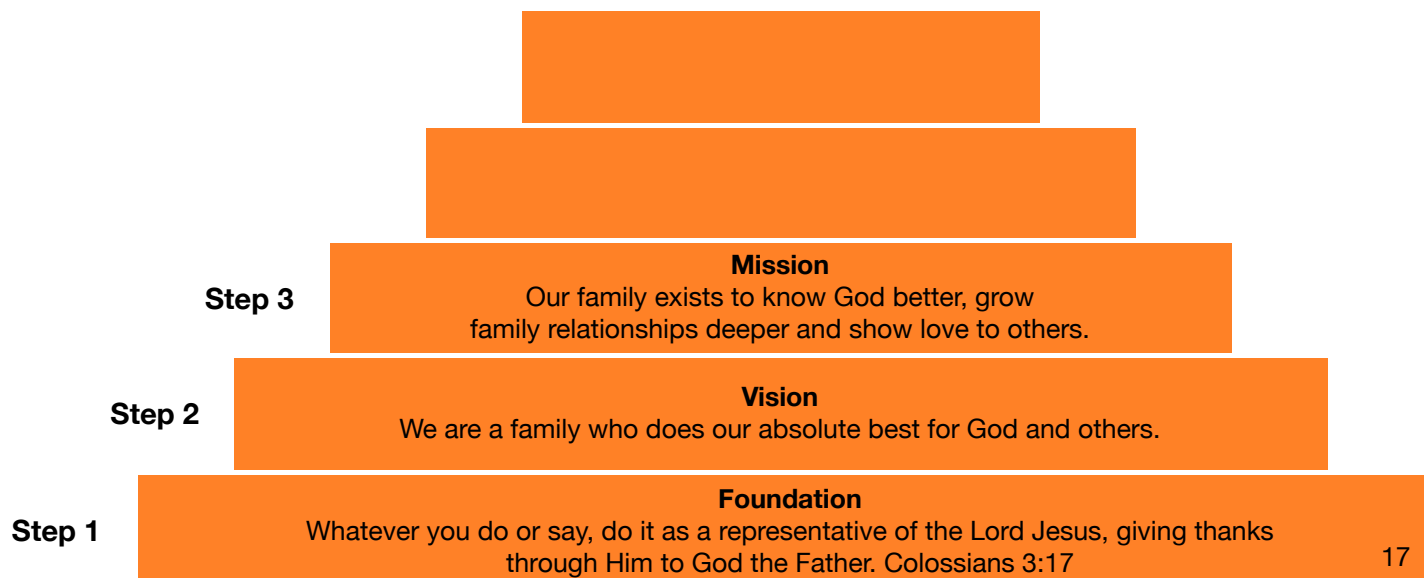 Mission
Step 3
Our family exists to know God better, grow
family relationships deeper and show love to others.
Vision
Step 2
We are a family who does our absolute best for God and others.
Foundation
Step 1
Whatever you do or say, do it as a representative of the Lord Jesus, giving thanks
through Him to God the Father. Colossians 3:17
17